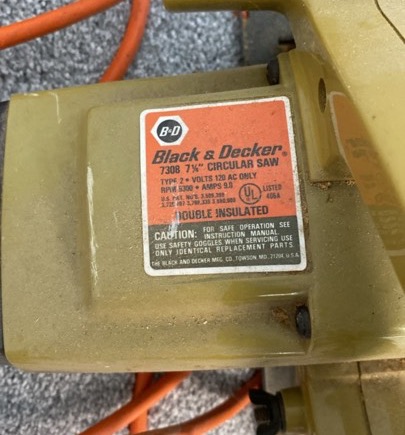 B&D
Black & Decker®
7308 7¼" CIRCULAR SAW
TYPE 2 • VOLTS 120 AC ONLY
RPM 5300 • AMPS 9.0
UL LISTED
U.S. PAT. NO'S.
DOUBLE INSULATED
CAUTION: FOR SAFE OPERATION SEE
INSTRUCTION MANUAL.
USE SAFETY GOGGLES WHEN SERVICING USE
ONLY IDENTICAL REPLACEMENT PARTS.
THE BLACK AND DECKER MFG. CO., TOWSON MD., 21204, U.S.A.